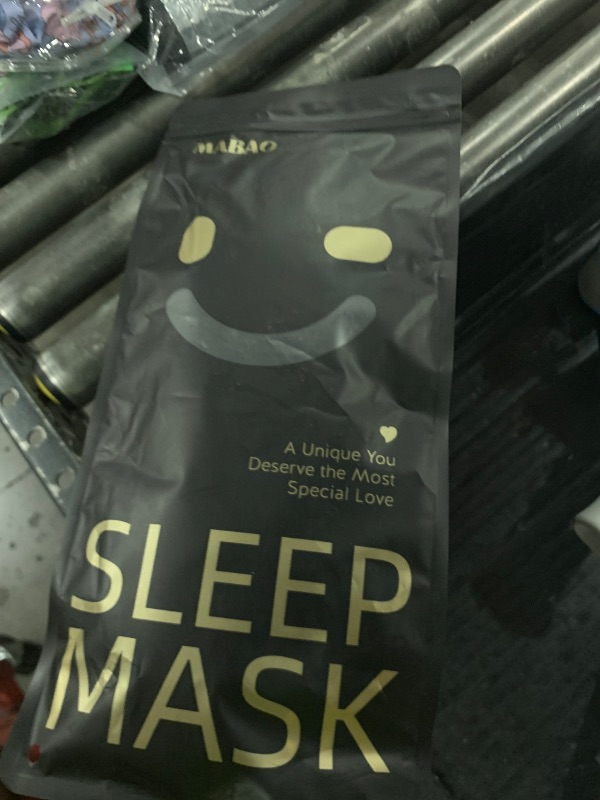 MABAO
A Unique You
Deserve the Most
Special Love
SLEEP
MASK